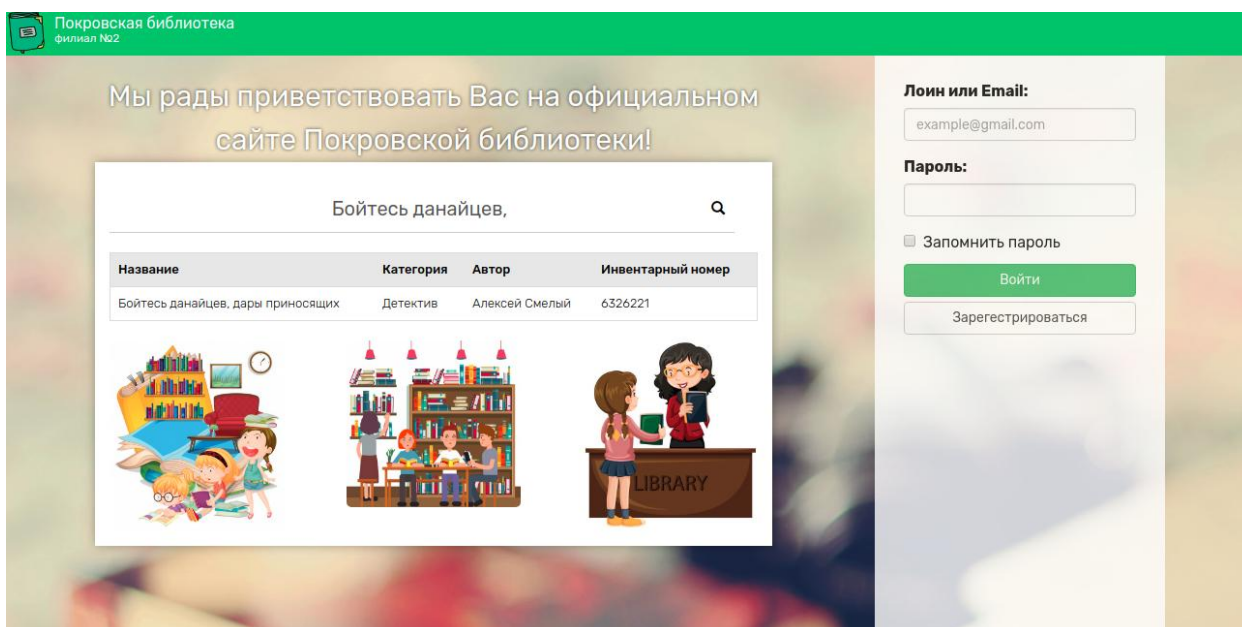 Покровская библиотека
филиал №2
Мы рады приветствовать Вас на официальном
сайте Покровской библиотеки!
Бойтесь данайцев,
Название Категория Автор Инвентарный номер
Бойтесь данайцев, дары приносящих Детектив Алексей Смелый 6326221
LIBRARY
Лоин или Email:
example@gmail.com
Пароль:
Запомнить пароль
Войти
Зарегестрироваться